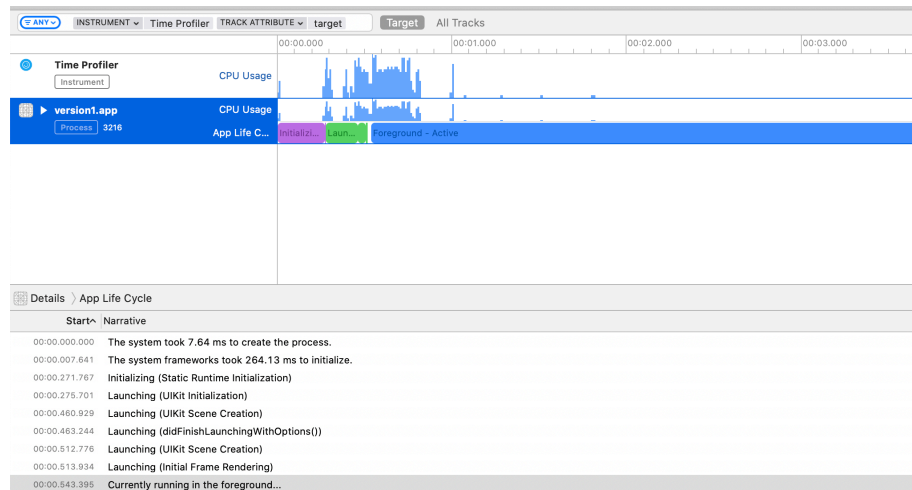 ANY INSTRUMENT Time Profiler TRACK ATTRIBUTE target Target All Tracks
00:00.000 00:01.000 00:02.000 00:03.000
Time Profiler
Instrument
CPU Usage
version1.app
Process 3216
CPU Usage
App Life C...
Initializi... Laun... Foreground - Active
Details App Life Cycle
Start Narrative
00:00.000.000 The system took 7.64 ms to create the process.
00:00.007.641 The system frameworks took 264.13 ms to initialize.
00:00.271.767 Initializing (Static Runtime Initialization)
00:00.275.701 Launching (UIKit Initialization)
00:00.460.929 Launching (UIKit Scene Creation)
00:00.463.244 Launching (didFinishLaunchingWithOptions())
00:00.512.776 Launching (UIKit Scene Creation)
00:00.513.934 Launching (Initial Frame Rendering)
00:00.543.395 Currently running in the foreground...